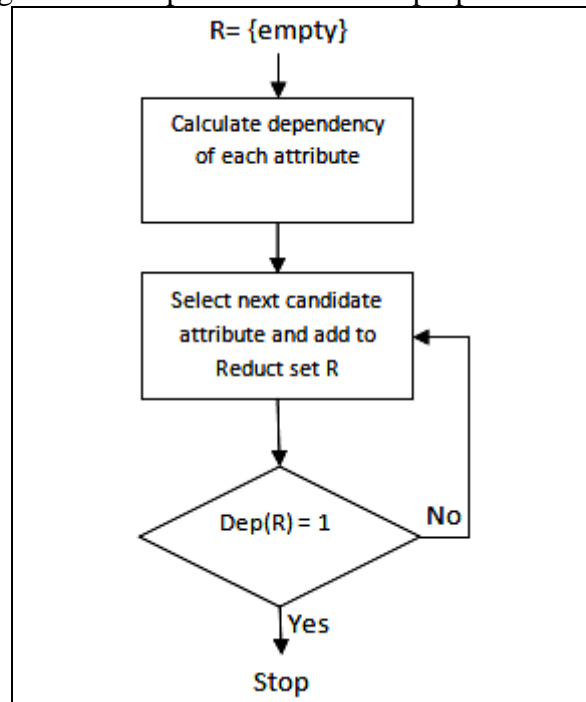 R= {empty}
Calculate dependency
of each attribute
Select next candidate
attribute and add to
Reduct set R
Dep(R) = 1
No
Yes
Stop